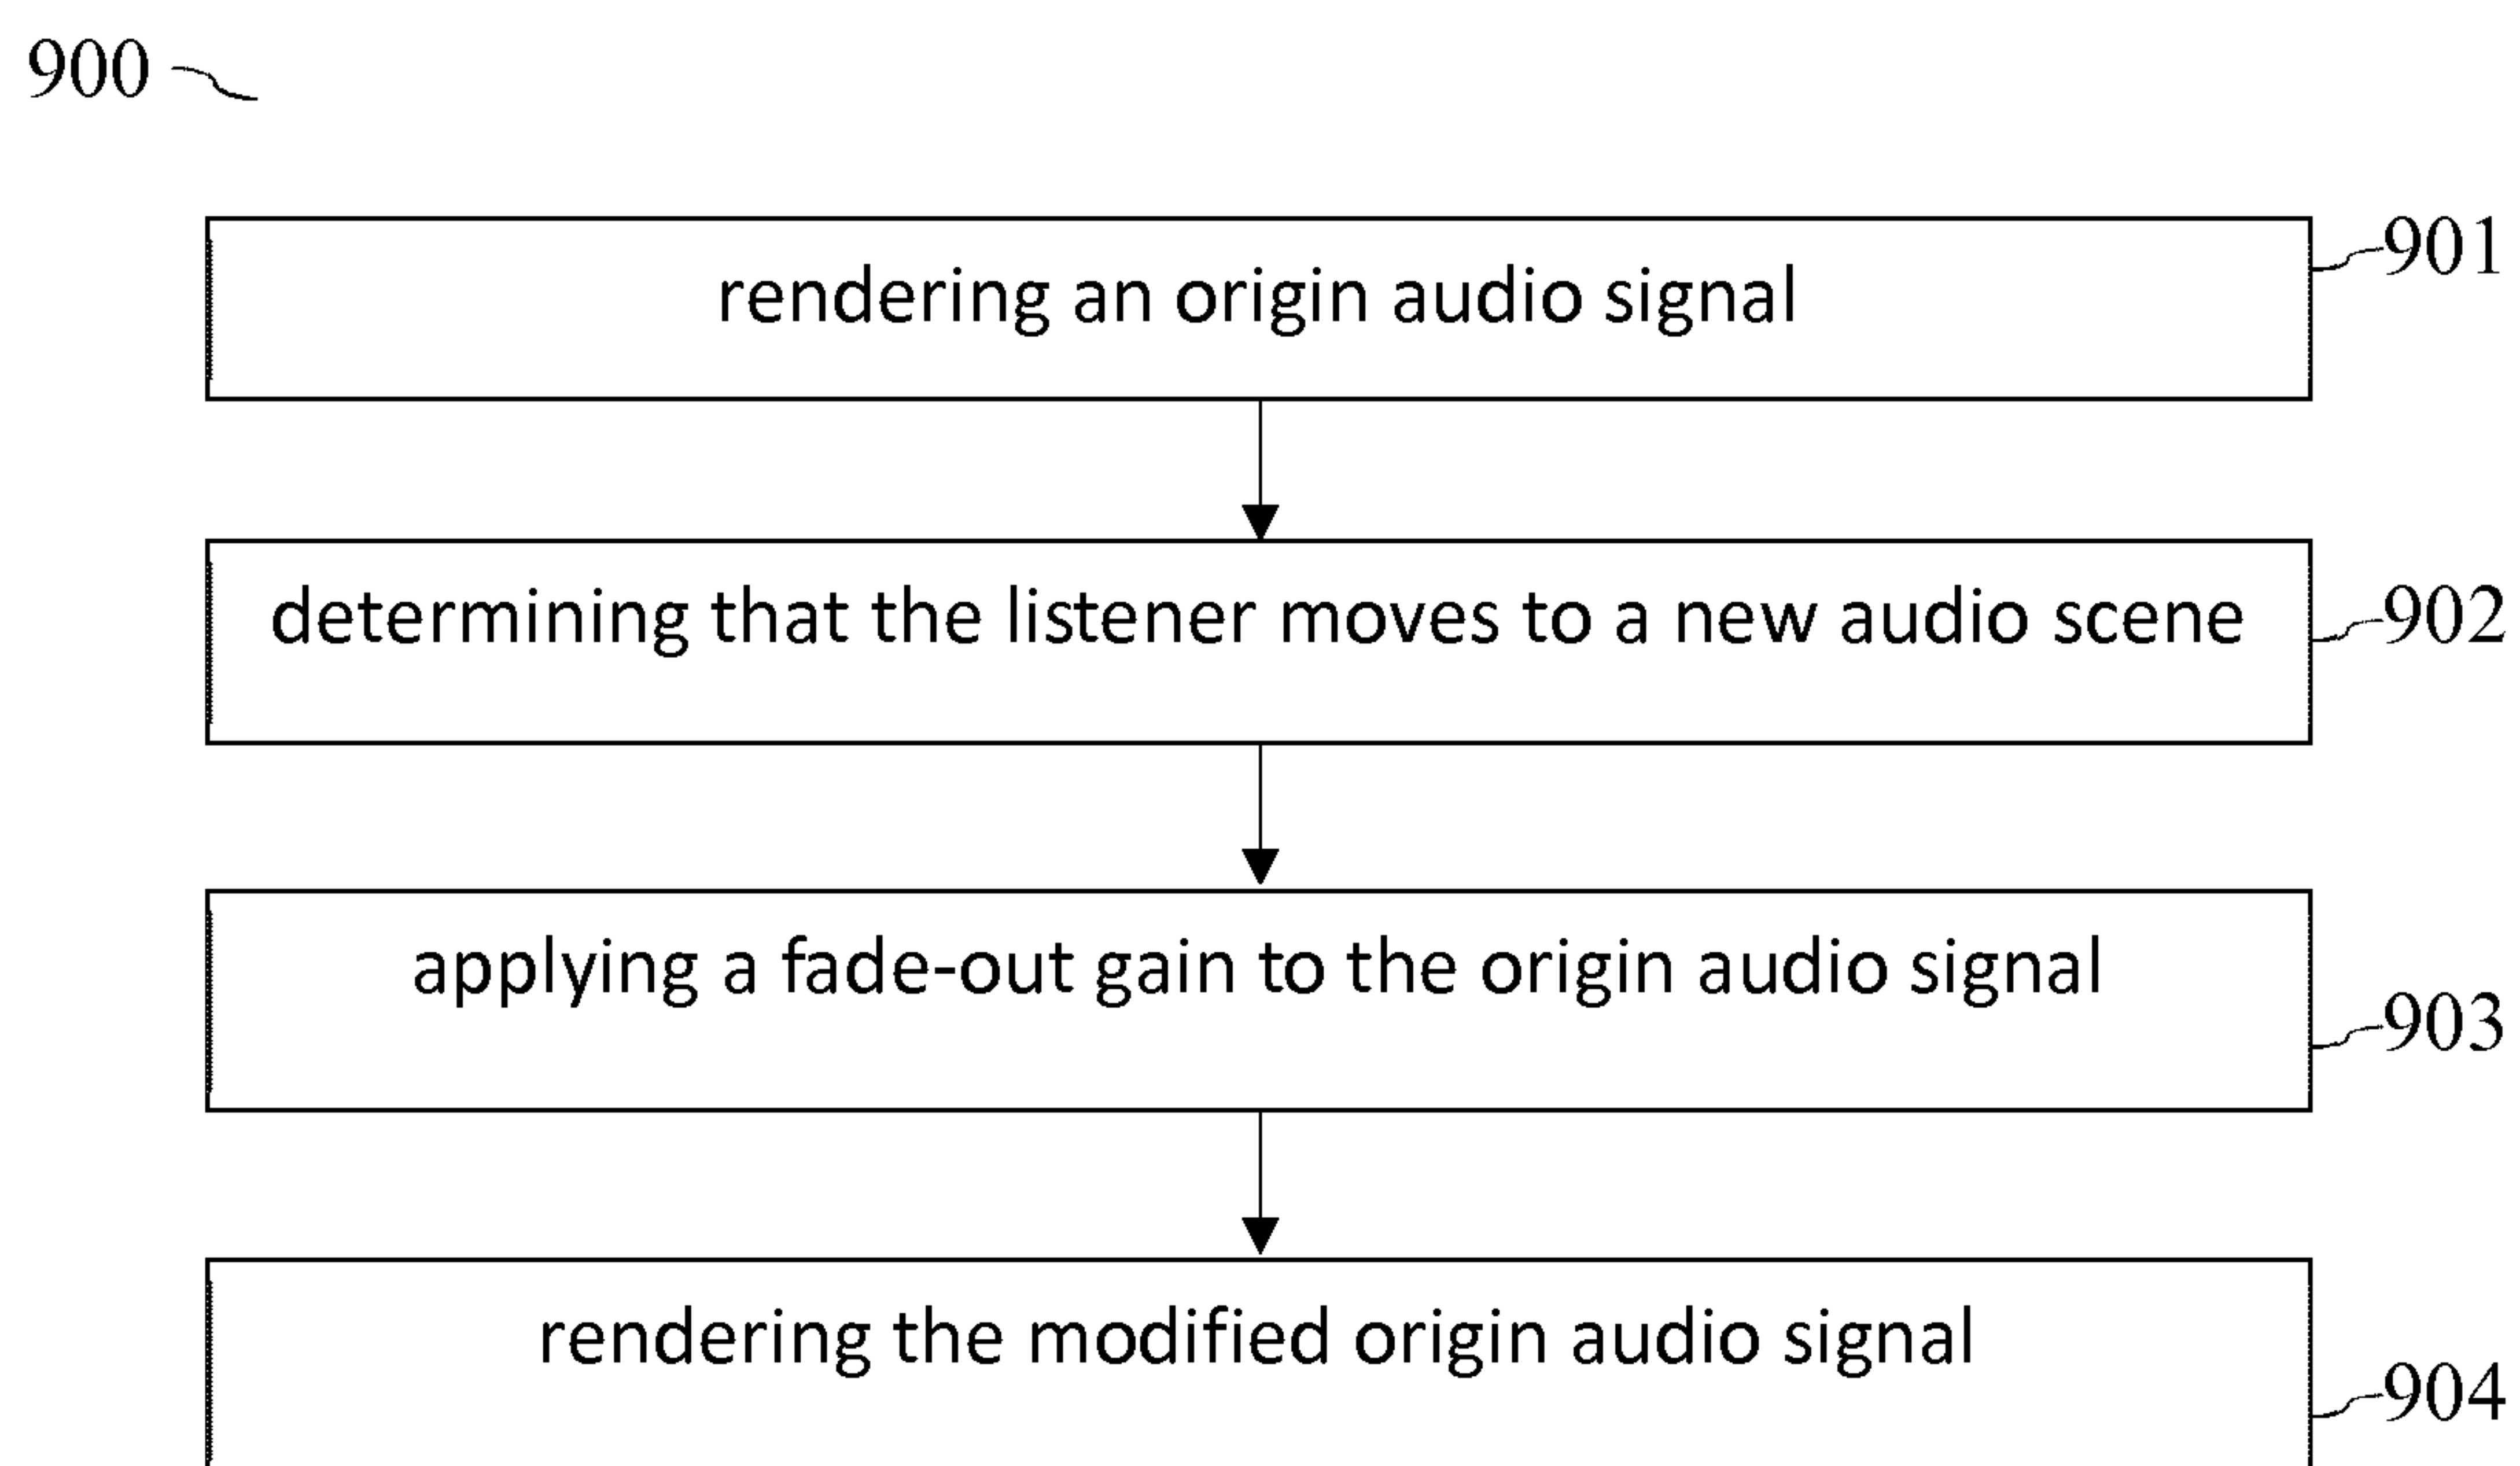 900
rendering an origin audio signal
901
determining that the listener moves to a new audio scene
902
applying a fade-out gain to the origin audio signal
903
rendering the modified origin audio signal
904